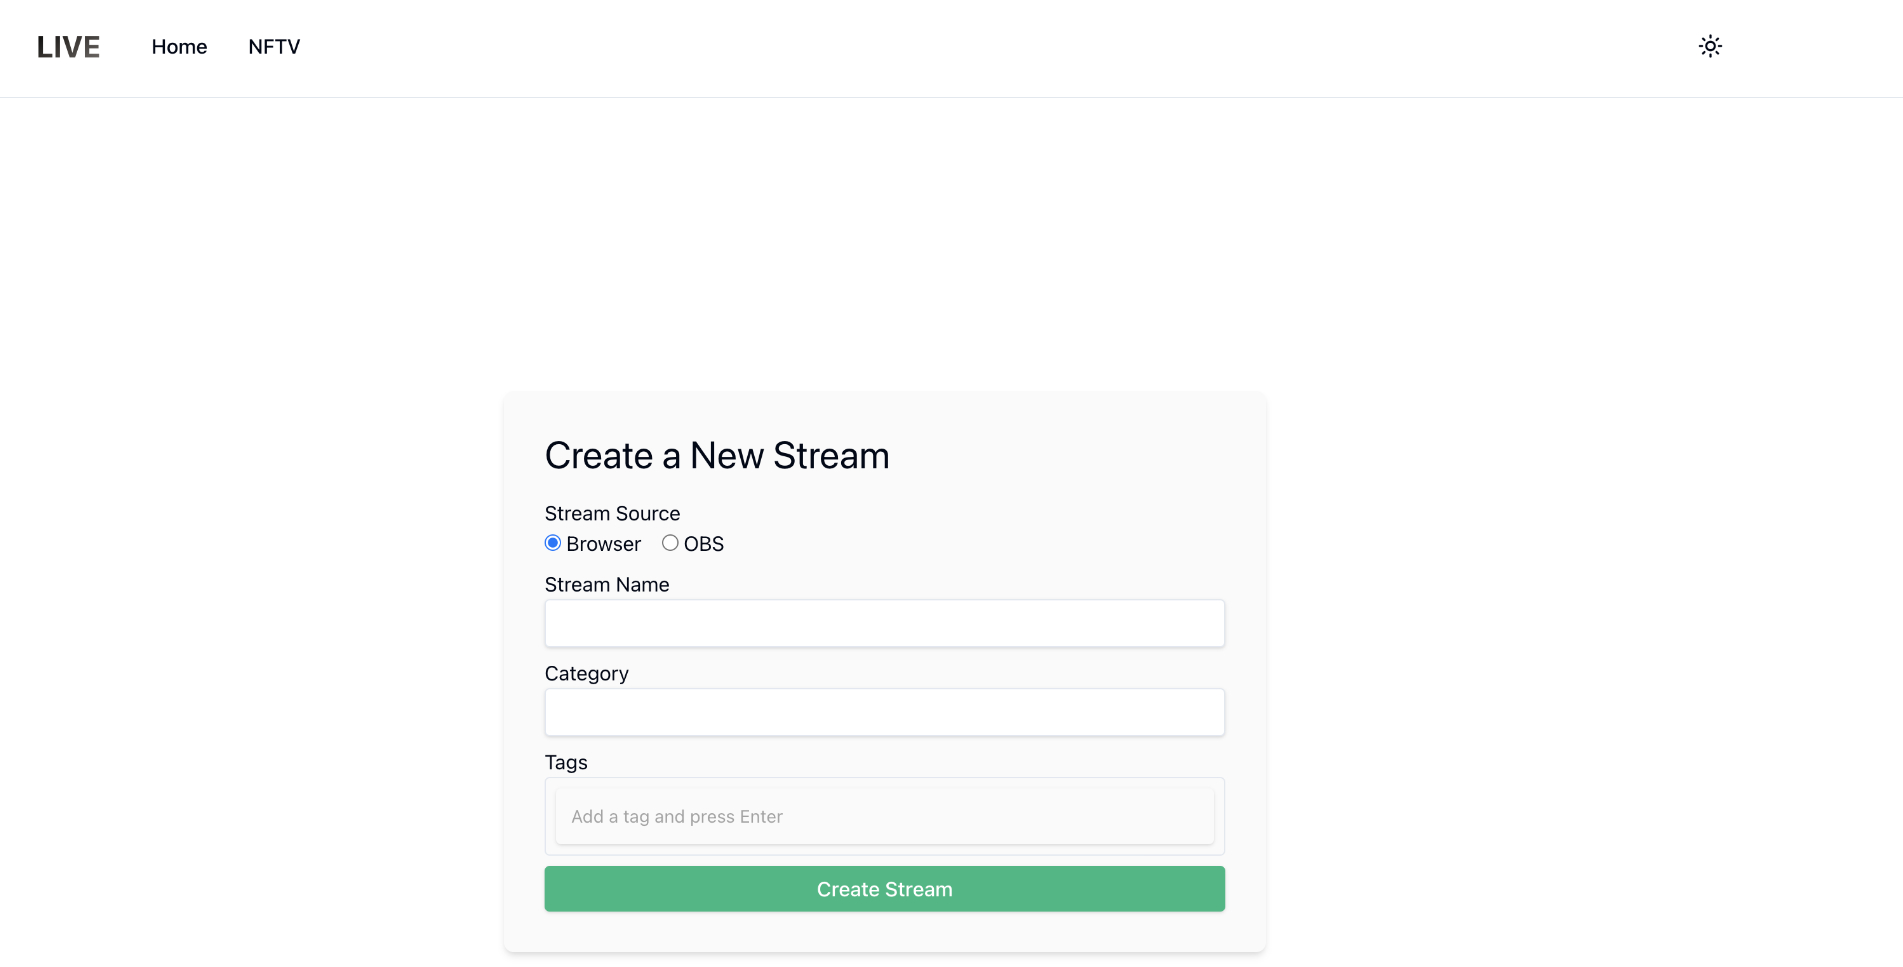 LIVE Home NFTV
Create a New Stream
Stream Source
Browser OBS
Stream Name
Category
Tags
Add a tag and press Enter
Create Stream